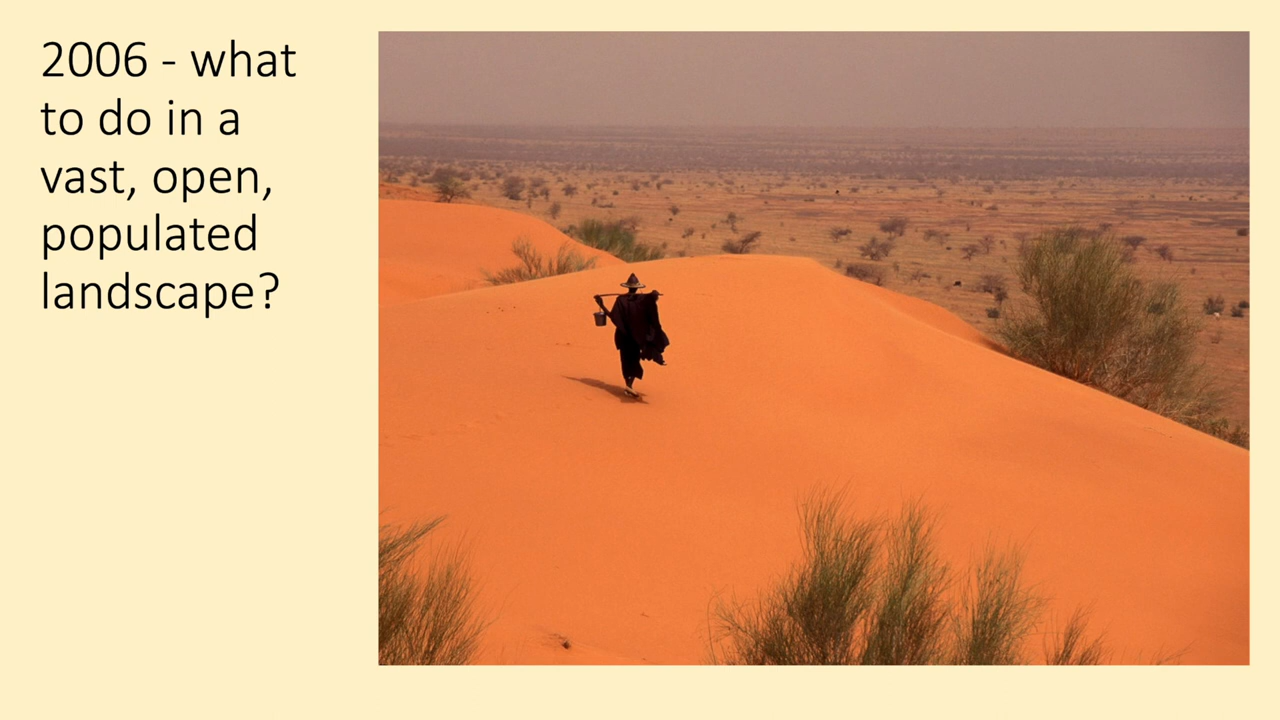 2006 - what
to do in a
vast, open,
populated
landscape?